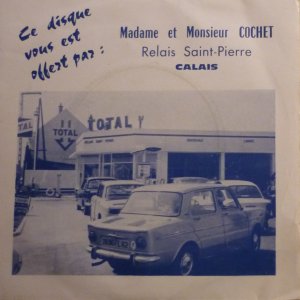 Ce disque
vous est
offert par :
Madame et Monsieur COCHET
Relais Saint-Pierre
CALAIS
TOTAL
TOTAL